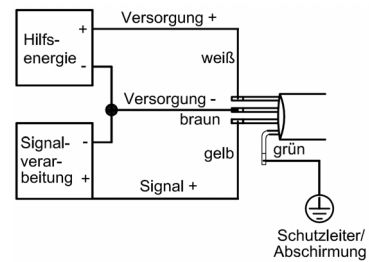 Versorgung +
+
Hilfs-
energie
-
weiß
Versorgung -
braun
Signal-
verar-
beitung
-
+
gelb
grün
Signal +
Schutzleiter/
Abschirmung